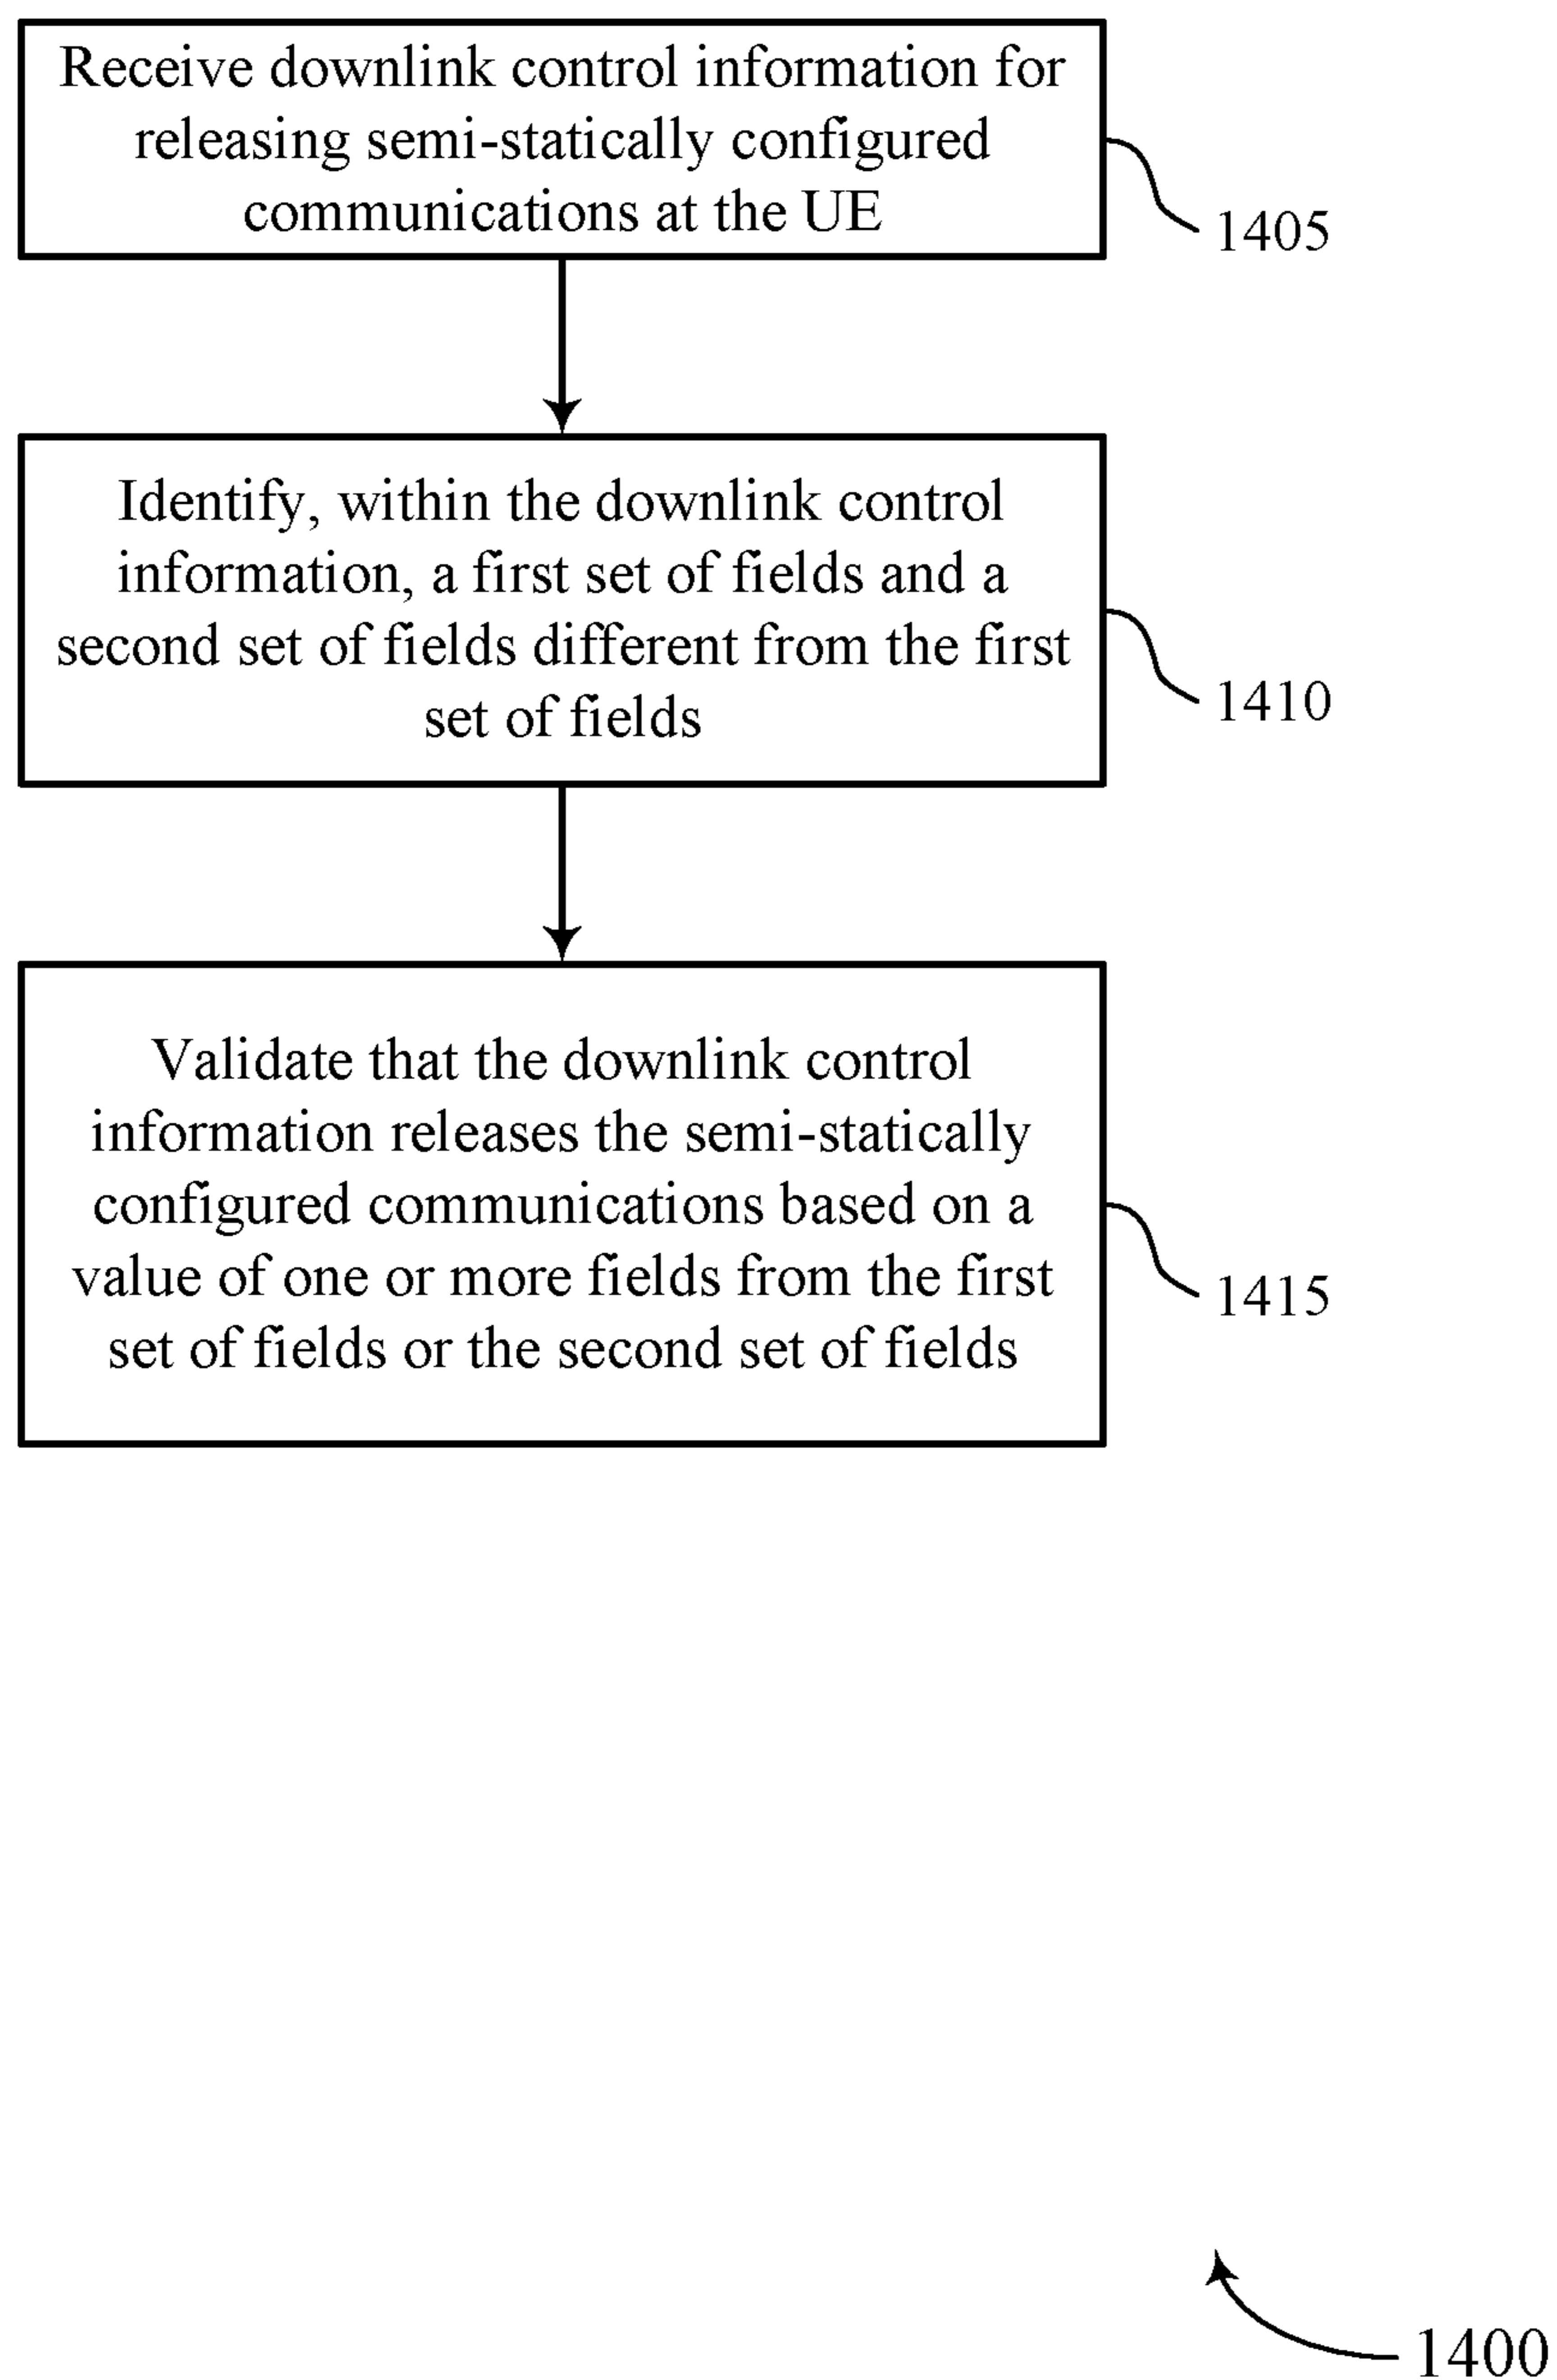 Receive downlink control information for
releasing semi-statically configured
communications at the UE
1405
Identify, within the downlink control
information, a first set of fields and a
second set of fields different from the first
set of fields
1410
Validate that the downlink control
information releases the semi-statically
configured communications based on a
value of one or more fields from the first
set of fields or the second set of fields
1415
1400